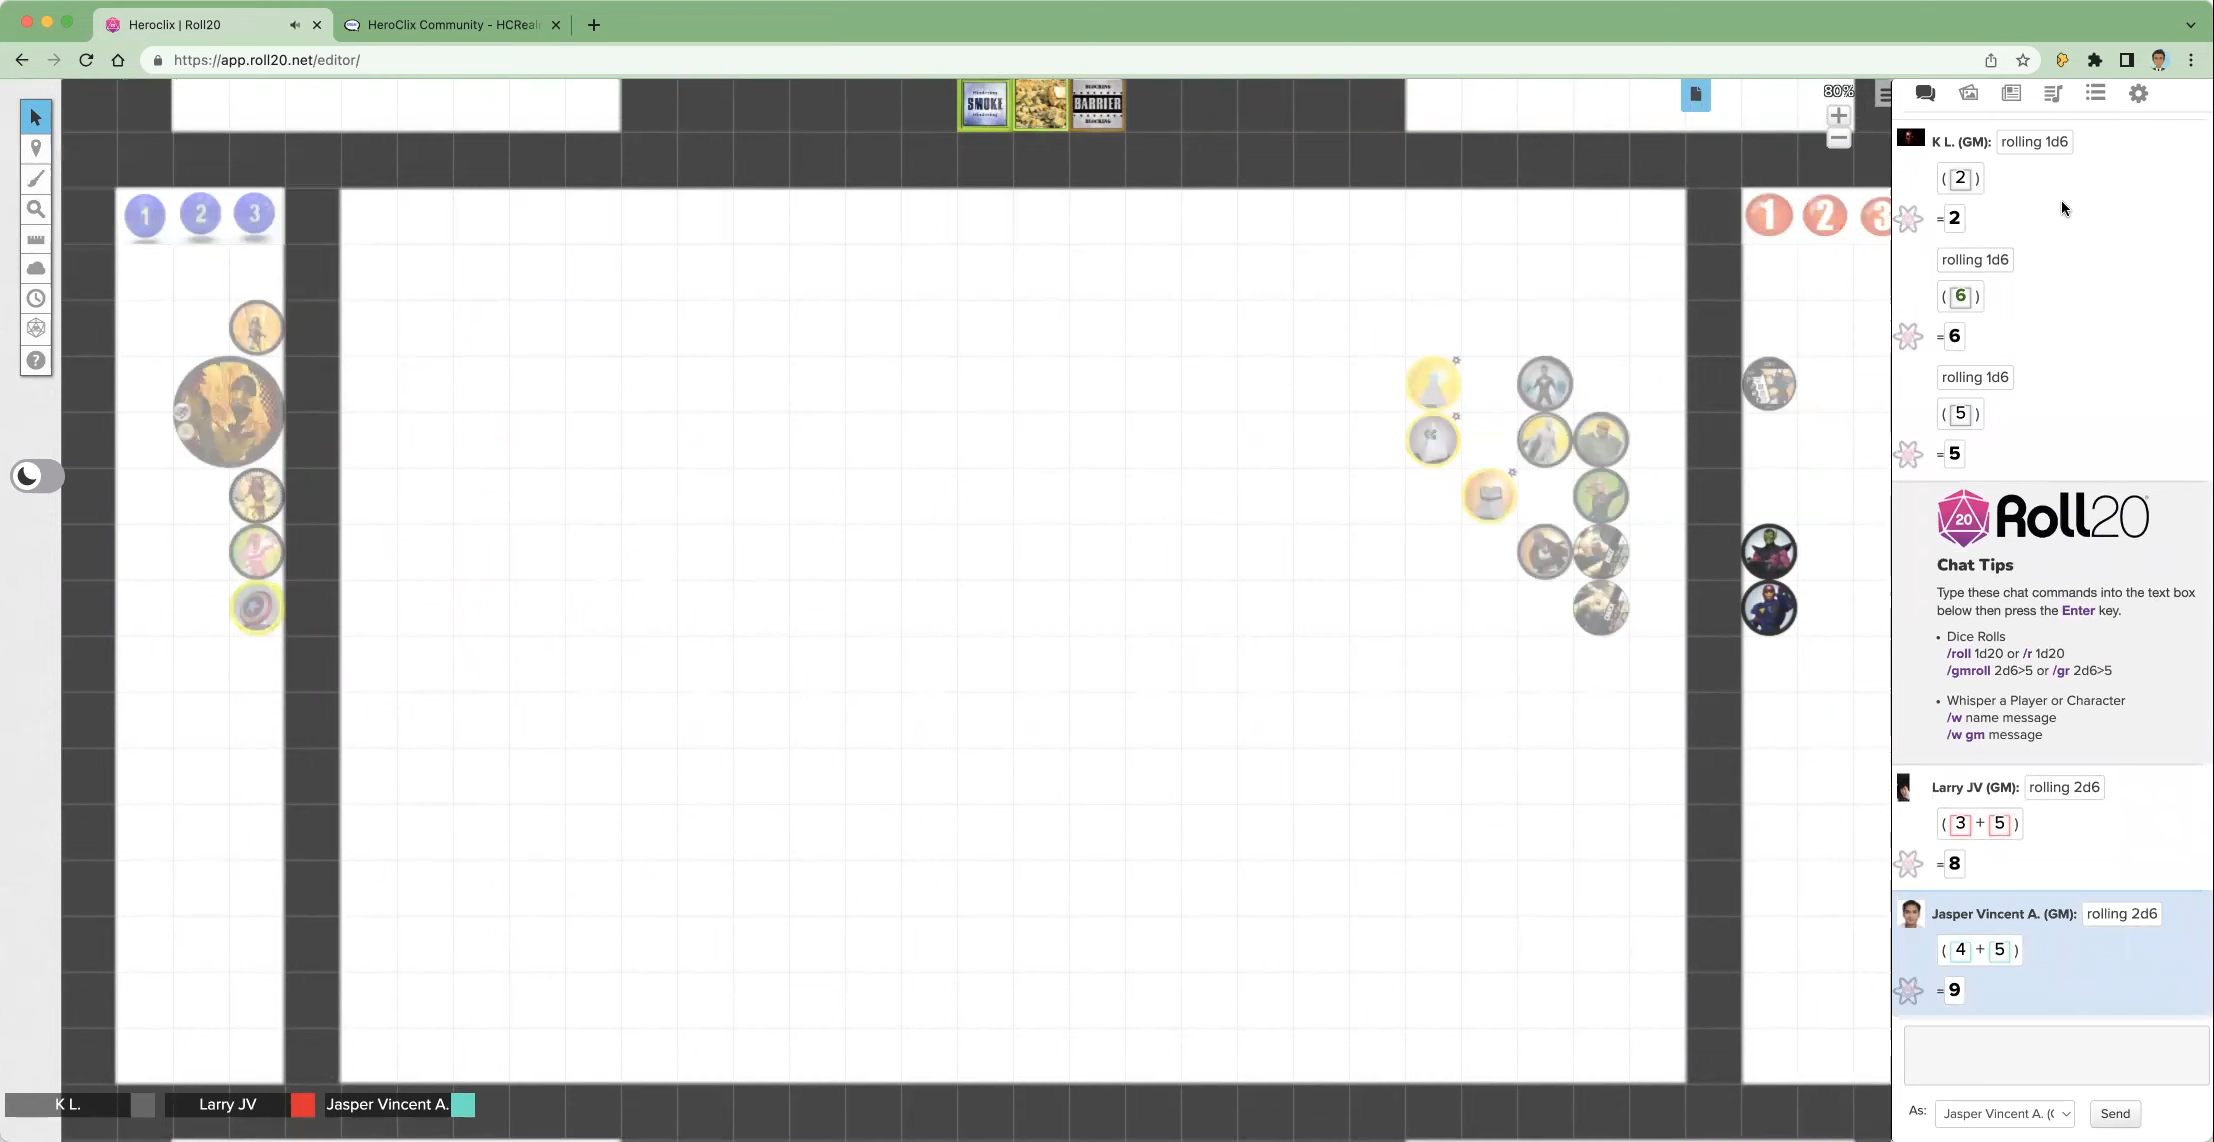 Heroclix | Roll20
HeroClix Community - HCReal
https://app.roll20.net/editor/
SMOKE
BLOCKING
BARRIER
BLOCKING
80%
1 2 3
1 2 3
K L. (GM): rolling 1d6
( 2 )
= 2
rolling 1d6
( 6 )
= 6
rolling 1d6
( 5 )
= 5
20 Roll20
Chat Tips
Type these chat commands into the text box
below then press the Enter key.
• Dice Rolls
/roll 1d20 or /r 1d20
/gmroll 2d6>5 or /gr 2d6>5
• Whisper a Player or Character
/w name message
/w gm message
Larry JV (GM): rolling 2d6
( 3 + 5 )
= 8
Jasper Vincent A. (GM): rolling 2d6
( 4 + 5 )
= 9
As: Jasper Vincent A. (
Send
K L.
Larry JV
Jasper Vincent A.